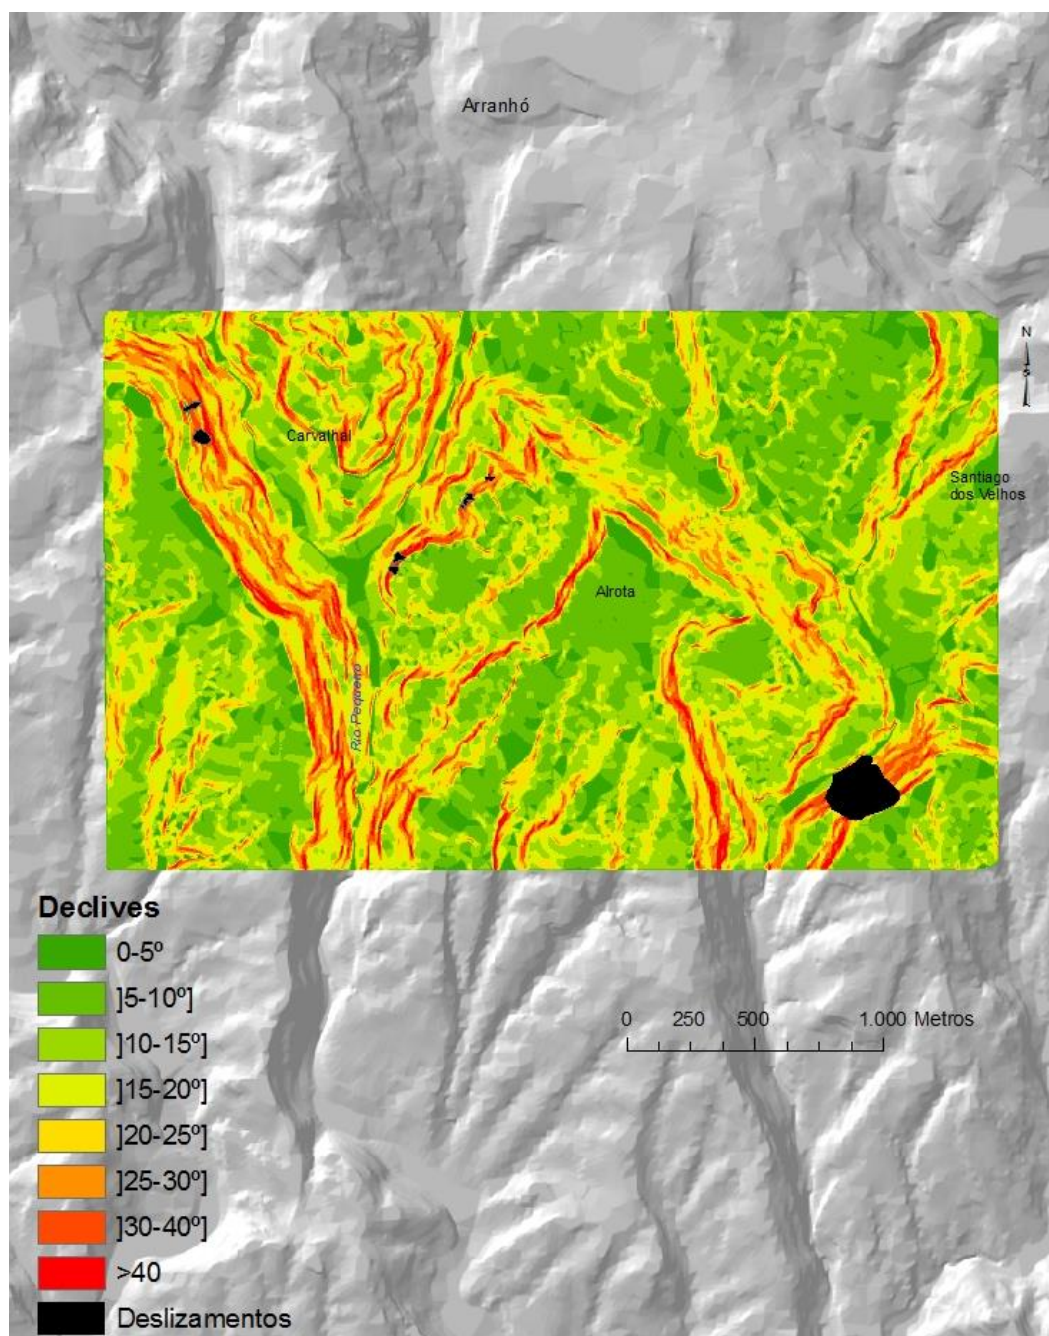 Arranhó
N
S
Carvalhal
Santiago
dos Velhos
Alrota
Rio Pequeno
Declives
0-5º
]5-10º]
]10-15º]
]15-20º]
]20-25º]
]25-30º]
]30-40º]
>40
Deslizamentos
0 250 500 1.000 Metros